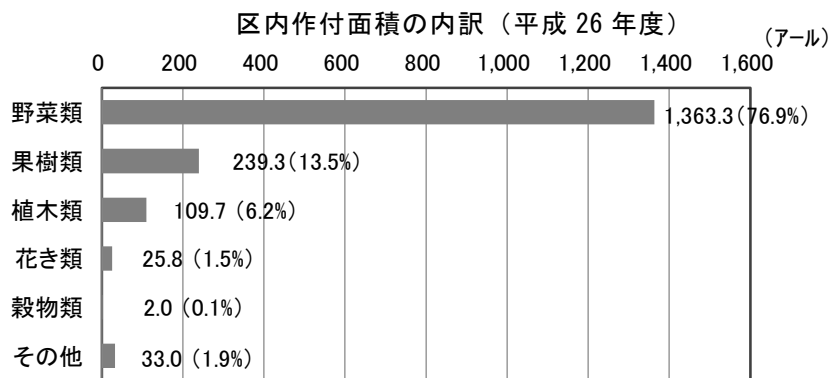 区内作付面積の内訳（平成 26 年度）
（アール）
0 200 400 600 800 1,000 1,200 1,400 1,600
野菜類 1,363.3（76.9%）
果樹類 239.3（13.5%）
植木類 109.7（6.2%）
花き類 25.8（1.5%）
穀物類 2.0（0.1%）
その他 33.0（1.9%）